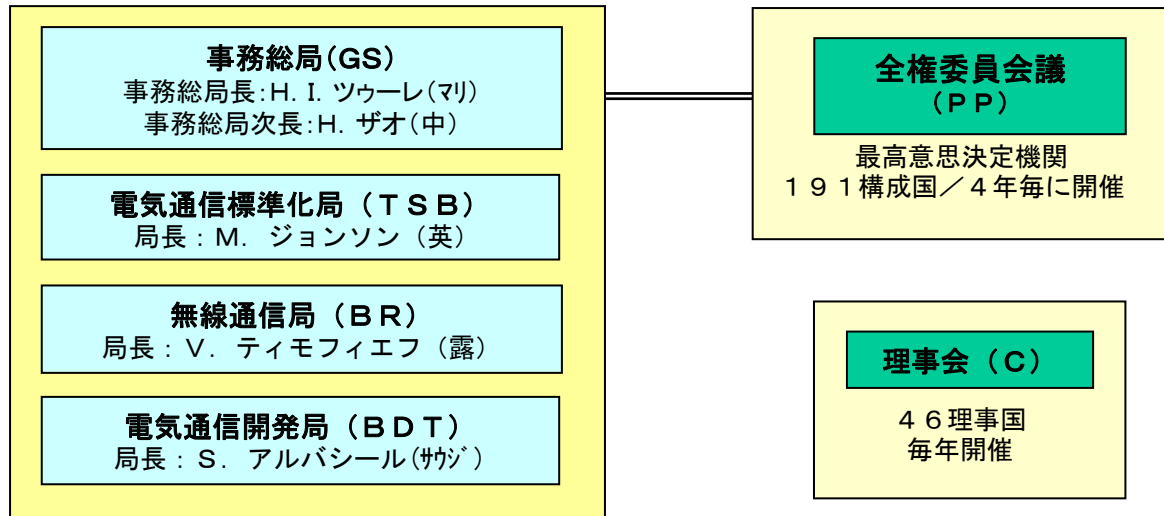 事務総局(GS)
事務総局長:H. I. ツゥーレ(マリ)
事務総局次長:H. ザオ(中)
電気通信標準化局（ＴＳＢ）
局長：Ｍ．ジョンソン（英）
無線通信局（ＢＲ）
局長：Ｖ．ティモフィエフ（露）
電気通信開発局（ＢＤＴ）
局長：Ｓ．アルバシール(ｻｳｼﾞ)
全権委員会議
（ＰＰ）
最高意思決定機関
１９１構成国／４年毎に開催
理事会（Ｃ）
４６理事国
毎年開催